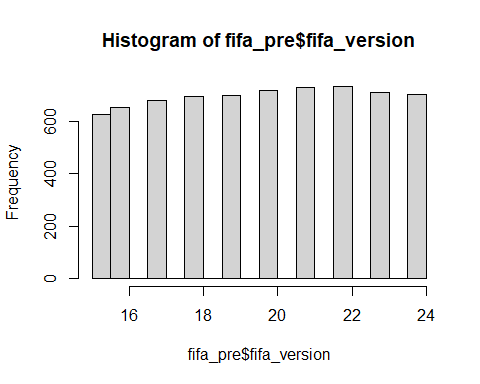 Histogram of fifa_pre$fifa_version
Frequency
600
400
200
0
16 18 20 22 24
fifa_pre$fifa_version